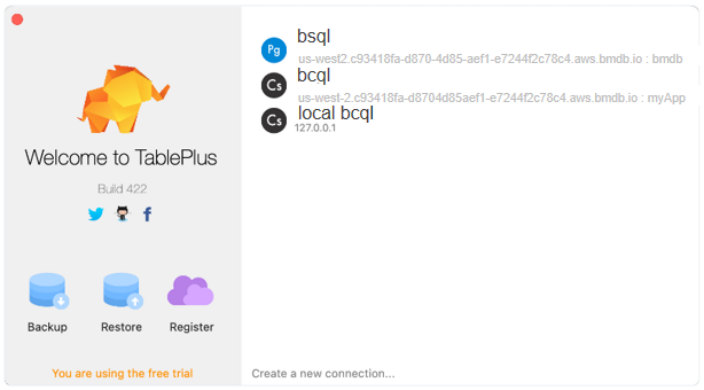 Welcome to TablePlus
Build 422
Backup
Restore
Register
You are using the free trial
Pg
bsql
us-west2.c93418fa-d870-4d85-aef1-e7244f2c78c4.aws.bmdb.io : bmdb
Cs
bcql
us-west-2.c93418fa-d8704d85aef1-e7244f2c78c4.aws.bmdb.io : myApp
Cs
local bcql
127.0.0.1
Create a new connection...